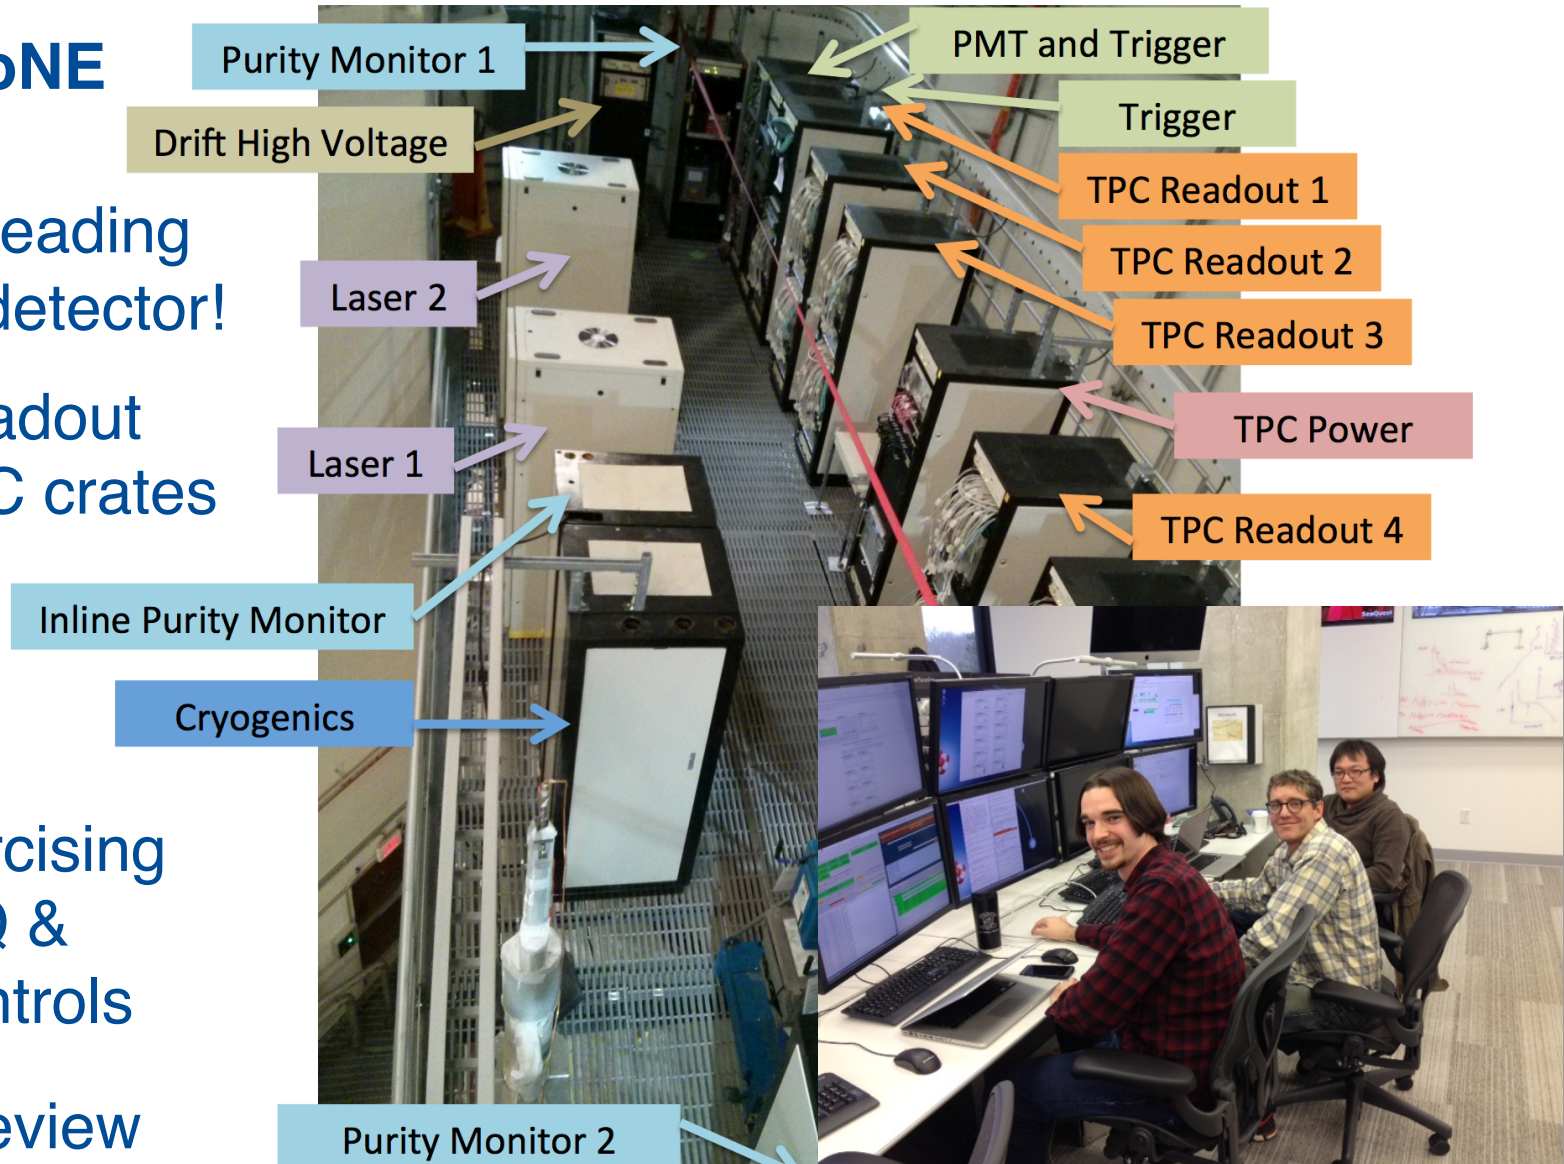 oNE
eading
detector!
adout
C crates
rcising
Q &
ntrols
eview
Purity Monitor 1
Drift High Voltage
Laser 2
Laser 1
Inline Purity Monitor
Cryogenics
Purity Monitor 2
PMT and Trigger
Trigger
TPC Readout 1
TPC Readout 2
TPC Readout 3
TPC Power
TPC Readout 4
SeaQuest